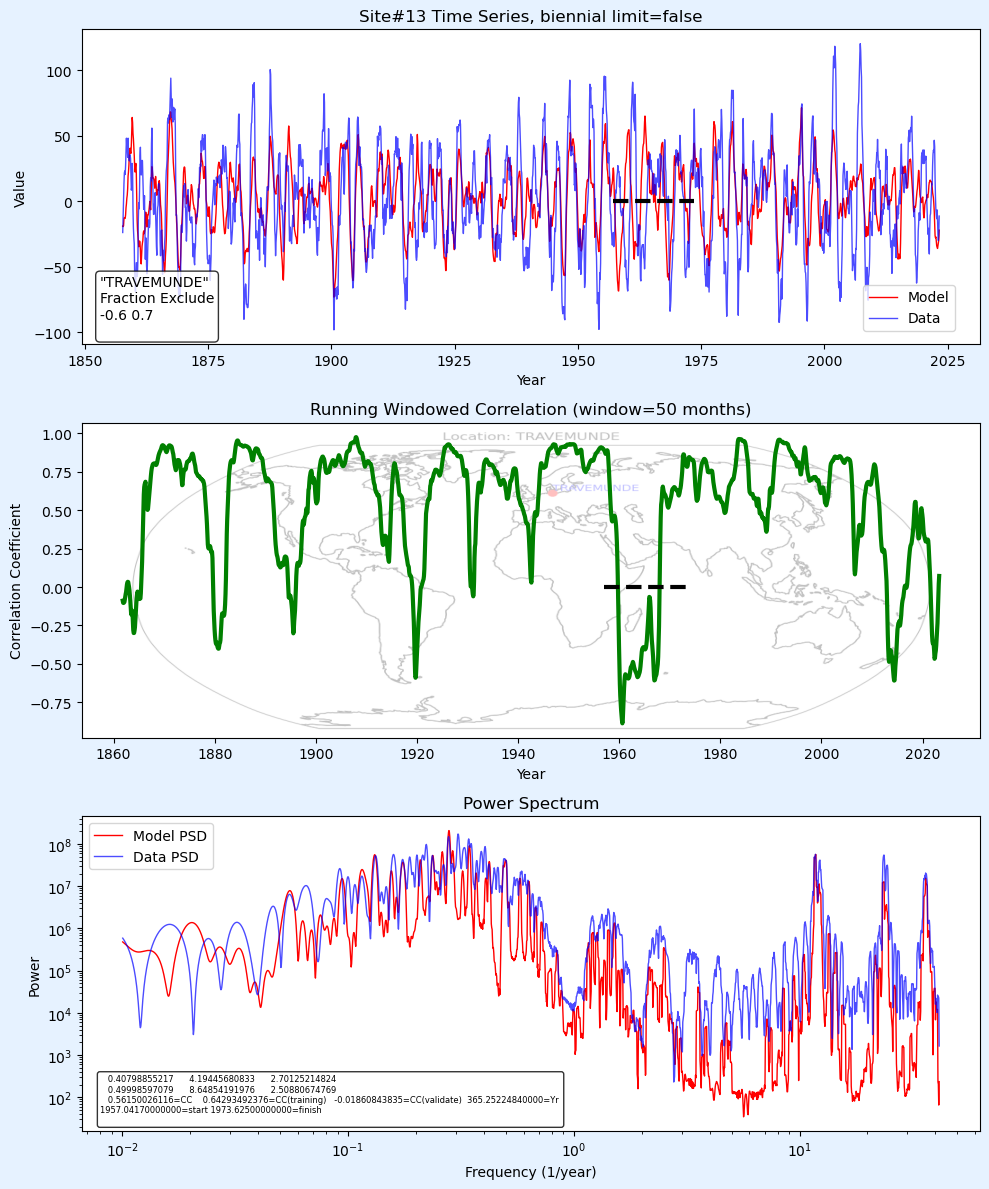 Site#13 Time Series, biennial limit=false
Value
100
50
0
−50
−100
"TRAVEMUNDE"
Fraction Exclude
-0.6 0.7
Model
Data
1850
1875
1900
1925
1950
1975
2000
2025
Year
Running Windowed Correlation (window=50 months)
Correlation Coefficient
1.00
0.75
0.50
0.25
0.00
−0.25
−0.50
−0.75
Location: TRAVEMUNDE
TRAVEMUNDE
1860
1880
1900
1920
1940
1960
1980
2000
2020
Year
Power Spectrum
Model PSD
Data PSD
Power
10⁸
10⁷
10⁶
10⁵
10⁴
10³
10²
0.40798855217 4.19445680833 2.70125214824
0.49998597079 8.64854191976 2.50880674769
0.56150026116=CC 0.64293492376=CC(training) -0.01860843835=CC(validate) 365.25224840000=Yr
1957.04170000000=start 1973.62500000000=finish
10⁻²
10⁻¹
10⁰
10¹
Frequency (1/year)